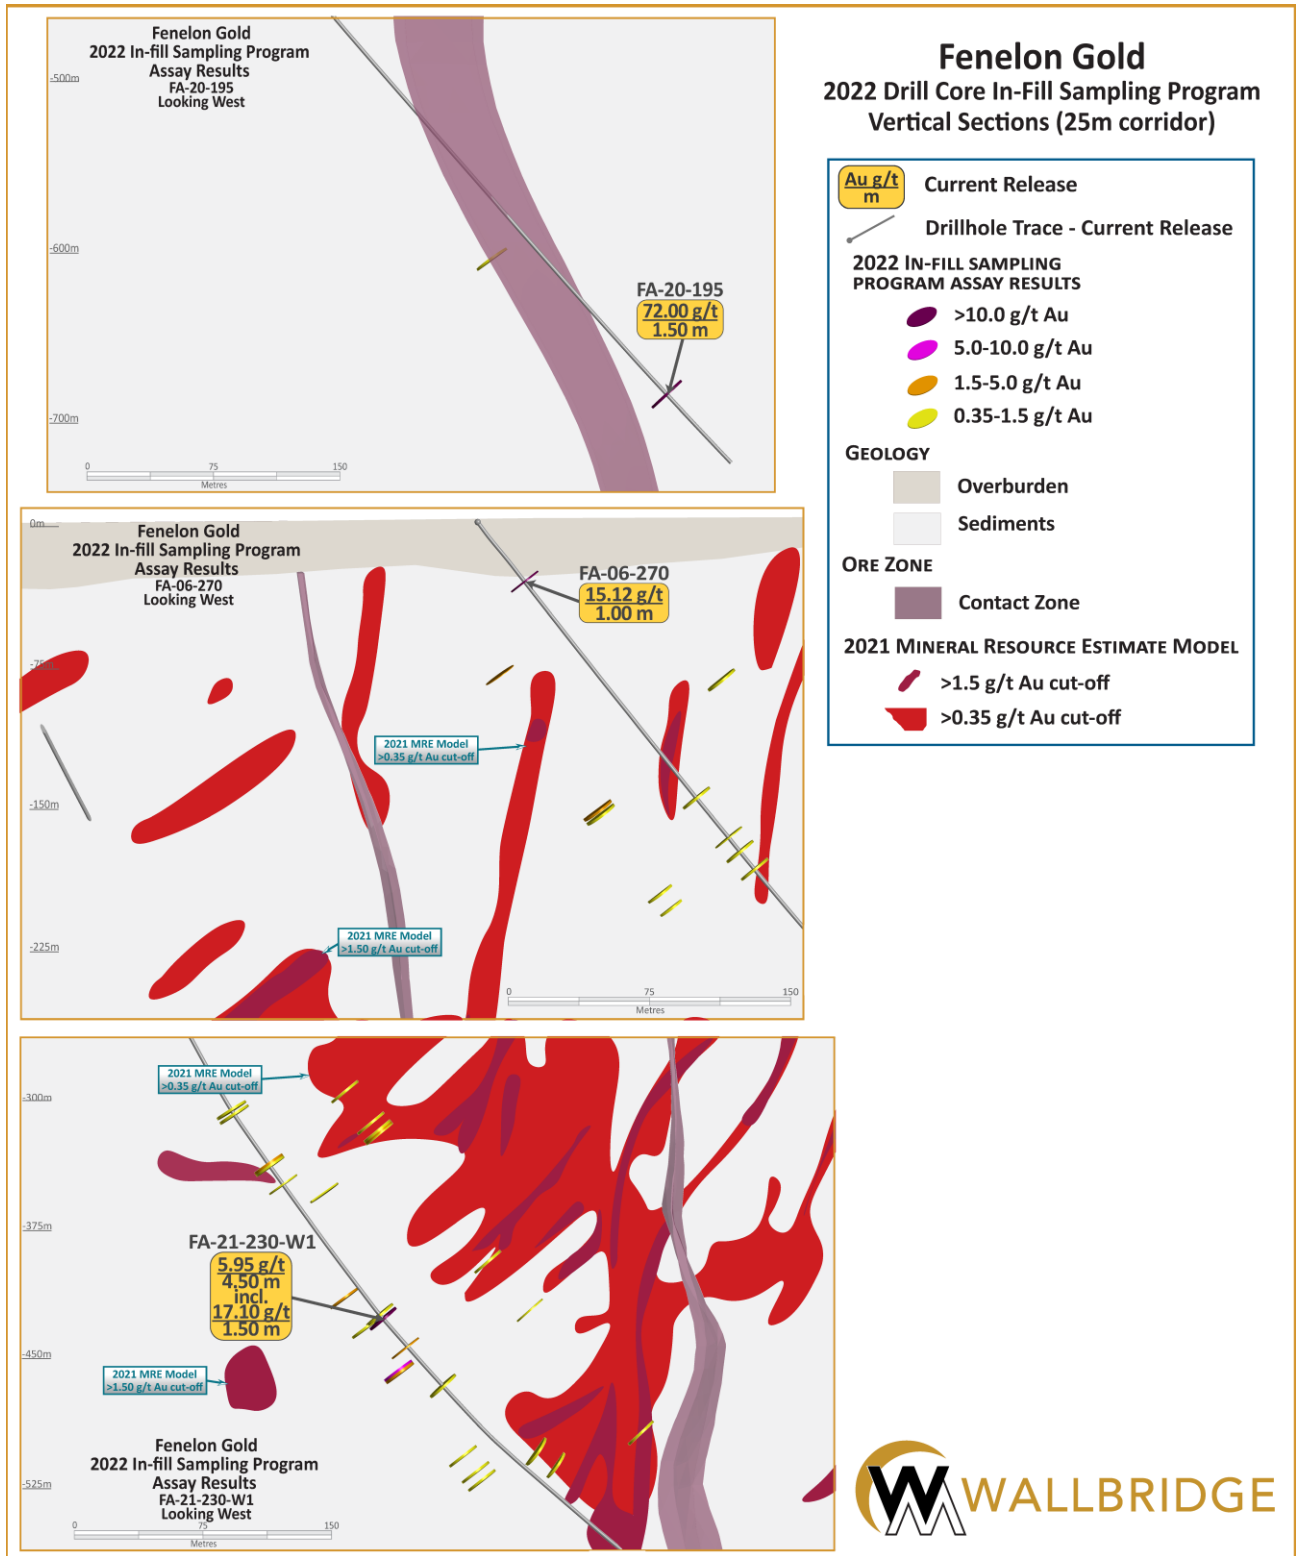 Fenelon Gold
2022 In-fill Sampling Program
Assay Results
FA-20-195
Looking West
-500m
-600m
-700m
FA-20-195
72.00 g/t
1.50 m
0 75 150
Metres
Fenelon Gold
2022 Drill Core In-Fill Sampling Program
Vertical Sections (25m corridor)
Au g/t
m
Current Release
Drillhole Trace - Current Release
2022 In-fill sampling
program assay results
>10.0 g/t Au
5.0-10.0 g/t Au
1.5-5.0 g/t Au
0.35-1.5 g/t Au
Geology
Overburden
Sediments
Ore Zone
Contact Zone
2021 Mineral Resource Estimate Model
>1.5 g/t Au cut-off
>0.35 g/t Au cut-off
0m
Fenelon Gold
2022 In-fill Sampling Program
Assay Results
FA-06-270
Looking West
FA-06-270
15.12 g/t
1.00 m
-75m
2021 MRE Model
>0.35 g/t Au cut-off
-150m
-225m
2021 MRE Model
>1.50 g/t Au cut-off
0 75 150
Metres
2021 MRE Model
>0.35 g/t Au cut-off
-300m
-375m
FA-21-230-W1
5.95 g/t
4.50 m
incl.
17.10 g/t
1.50 m
-450m
2021 MRE Model
>1.50 g/t Au cut-off
Fenelon Gold
2022 In-fill Sampling Program
Assay Results
FA-21-230-W1
Looking West
-525m
0 75 150
Metres
WALLBRIDGE